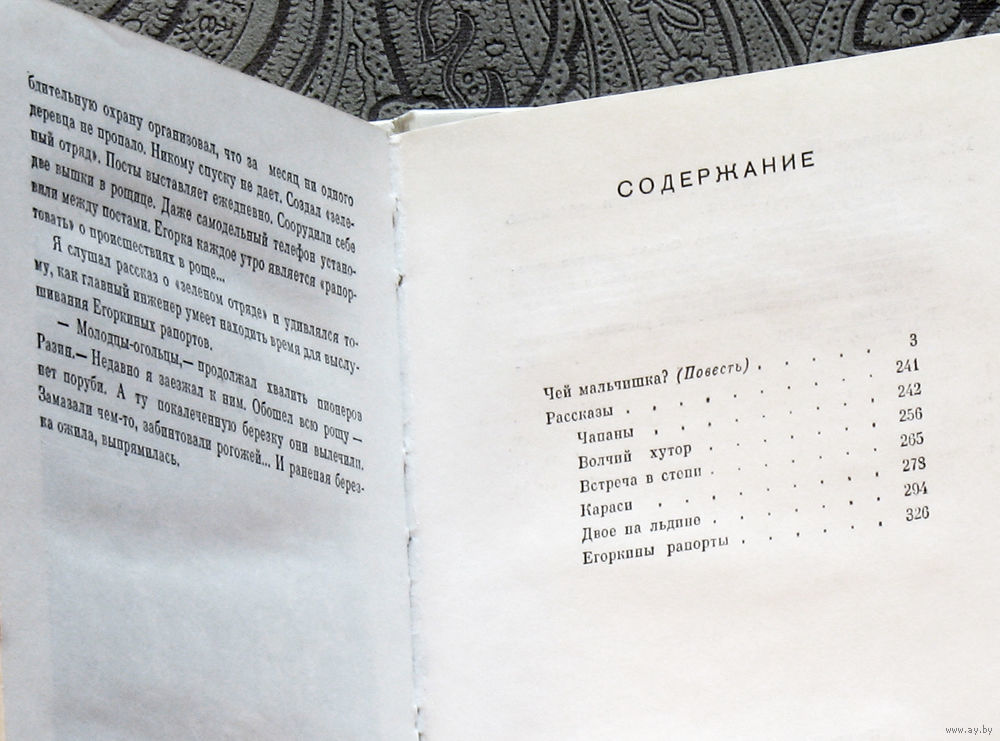 бдительную охрану организовал, что за месяц ни одного
деревца не пропало. Никому спуску не дает. Создал «зеле-
ный отряд». Посты выставляет ежедневно. Соорудили себе
две вышки в рощице. Даже самодельный телефон устано-
вили между постами. Егорка каждое утро является «рапор-
товать» о происшествиях в роще...
Я слушал рассказ о «зеленом отряде» и удивлялся то-
му, как главный инженер умеет находить время для выслу-
шивания Егоркиных рапортов.
— Молодцы-огольцы,— продолжал хвалить пионеров
Разин.— Недавно я заезжал к ним. Обошел всю рощу —
нет поруби. А ту покалеченную березку они вылечили.
Замазали чем-то, забинтовали рогожей... И раненая берез-
ка ожила, выпрямилась.
СОДЕРЖАНИЕ
Чей мальчишка? (Повесть) . . . . 3
Рассказы . . . . . . . 241
Чапаны . . . . . . . 242
Волчий хутор . . . . . . 256
Встреча в степи . . . . . . 265
Караси . . . . . . . 278
Двое на льдине . . . . . . 294
Егоркины рапорты . . . . . 326
www.ay.by